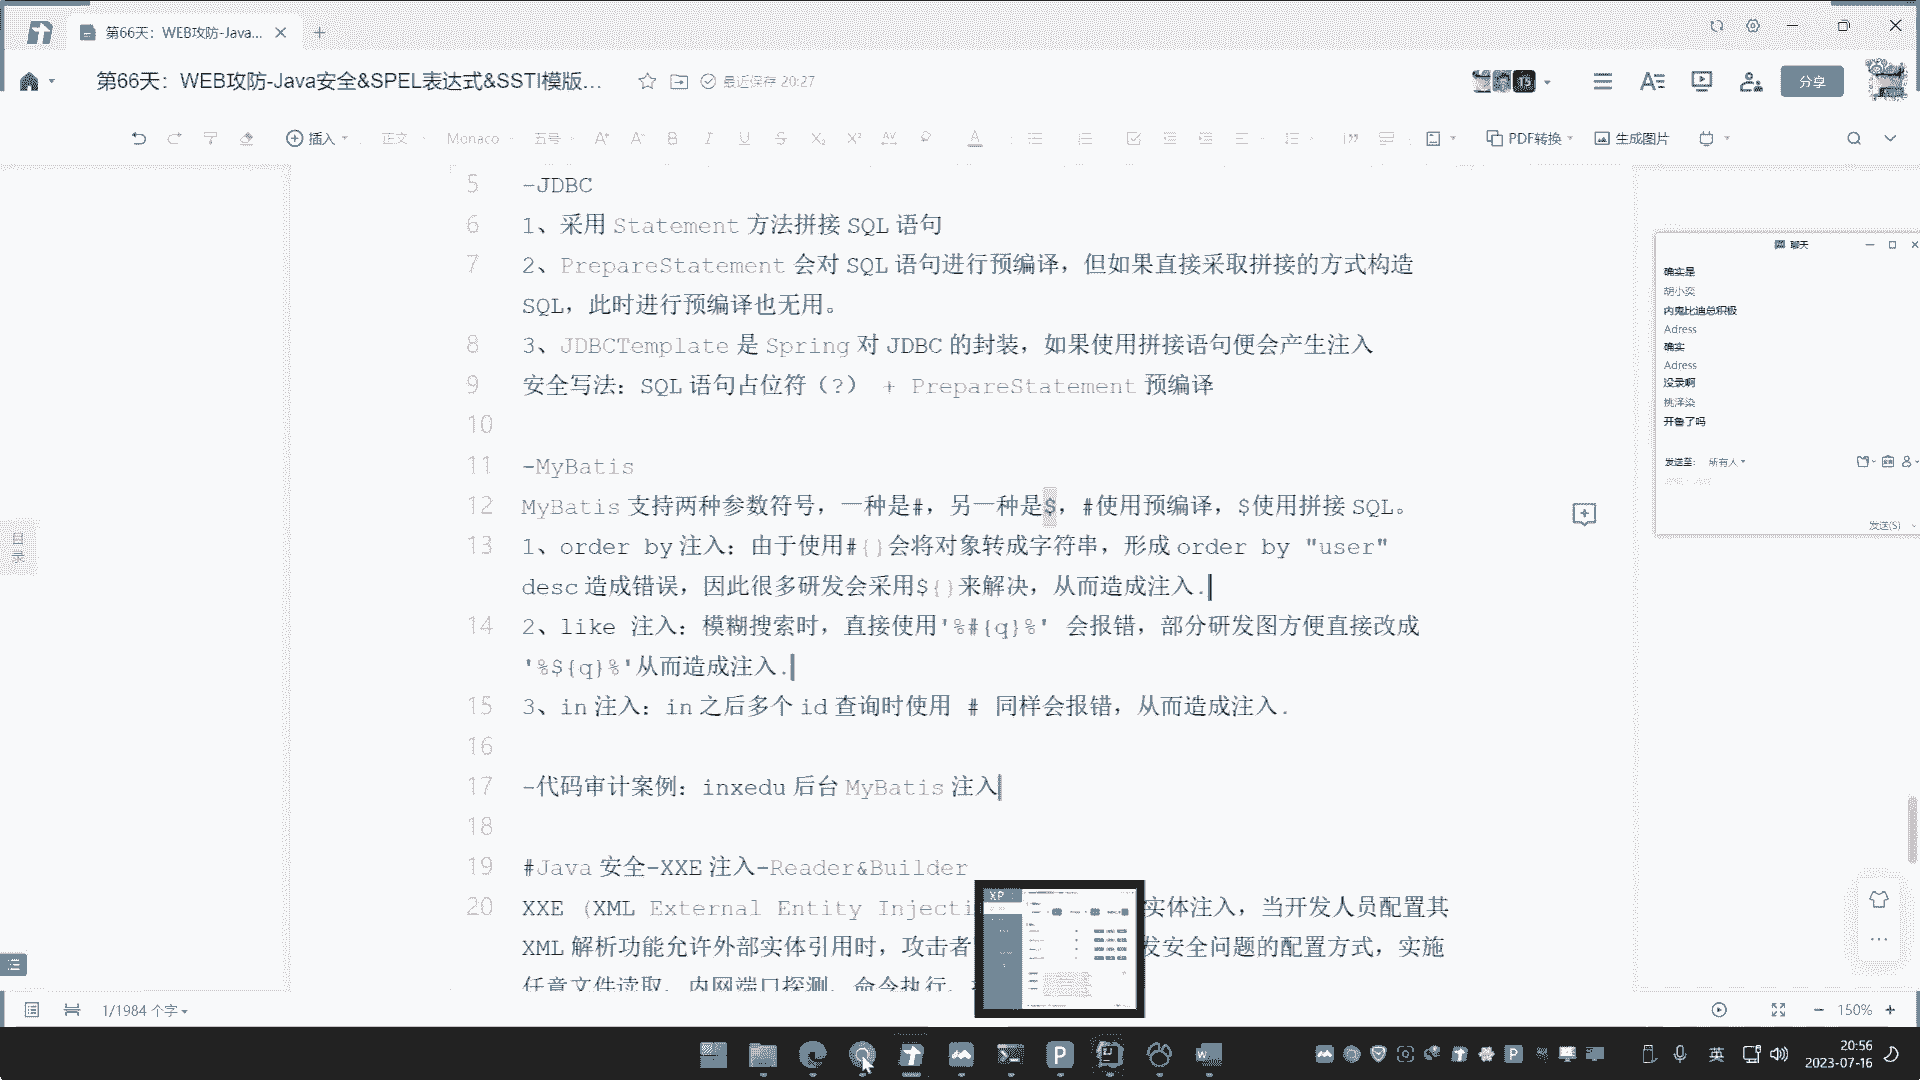 第66天：WEB攻防-Java...
第66天：WEB攻防-Java安全&SPEL表达式&SSTI模版...
最近保存 20:27
分享
插入
正文
Monaco
五号
PDF转换
生成图片
5 -JDBC
6 1、采用 Statement 方法拼接 SQL 语句
7 2、PrepareStatement 会对 SQL 语句进行预编译，但如果直接采取拼接的方式构造
SQL，此时进行预编译也无用。
8 3、JDBCTemplate 是 Spring 对 JDBC 的封装，如果使用拼接语句便会产生注入
9 安全写法：SQL 语句占位符（?） + PrepareStatement 预编译
10
11 -MyBatis
12 MyBatis 支持两种参数符号，一种是#，另一种是$，#使用预编译，$使用拼接 SQL。
13 1、order by 注入：由于使用#{}会将对象转成字符串，形成 order by "user"
desc 造成错误，因此很多研发会采用${}来解决，从而造成注入.
14 2、like 注入：模糊搜索时，直接使用'%#{q}%' 会报错，部分研发图方便直接改成
'%${q}%'从而造成注入.
15 3、in 注入：in 之后多个 id 查询时使用 # 同样会报错，从而造成注入.
16
17 -代码审计案例：inxedu 后台 MyBatis 注入
18
19 #Java 安全-XXE 注入-Reader&Builder
20 XXE (XML External Entity Injecti 实体注入，当开发人员配置其
XML 解析功能允许外部实体引用时，攻击者 发安全问题的配置方式，实施
任意文件读取、内网端口探测、命令执行、
目录
聊天
确实是
胡小奕
内鬼比迪总积极
Adress
确实
Adress
没录啊
桃泽染
开鲁了吗
发送至： 所有人
发送(S)
XP
1/1984 个字
150%
英
20:56
2023-07-16